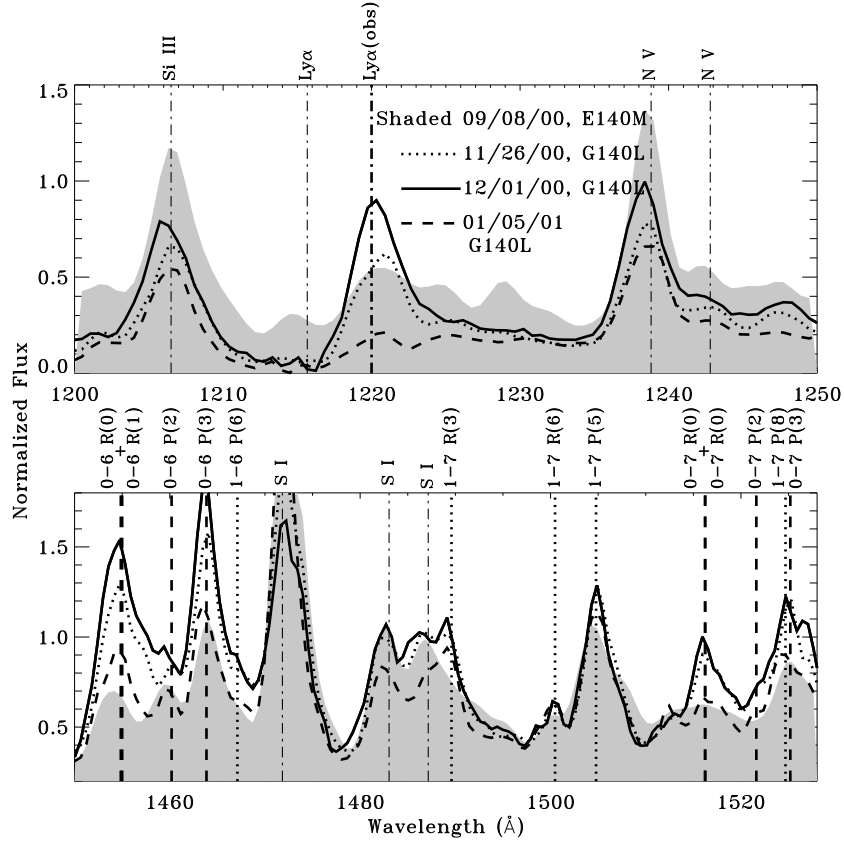 Si III
Lyα
Lyα(obs)
N V
N V
1.5
1.0
0.5
0.0
Shaded 09/08/00, E140M
11/26/00, G140L
12/01/00, G140L
01/05/01
G140L
1200
1210
1220
1230
1240
1250
Normalized Flux
0-6 R(0)
+
0-6 R(1)
0-6 P(2)
0-6 P(3)
1-6 P(6)
S I
S I
S I
1-7 R(3)
1-7 R(6)
1-7 P(5)
0-7 R(0)
+
0-7 R(0)
0-7 P(2)
1-7 P(8)
0-7 P(3)
1.5
1.0
0.5
1460
1480
1500
1520
Wavelength (Å)